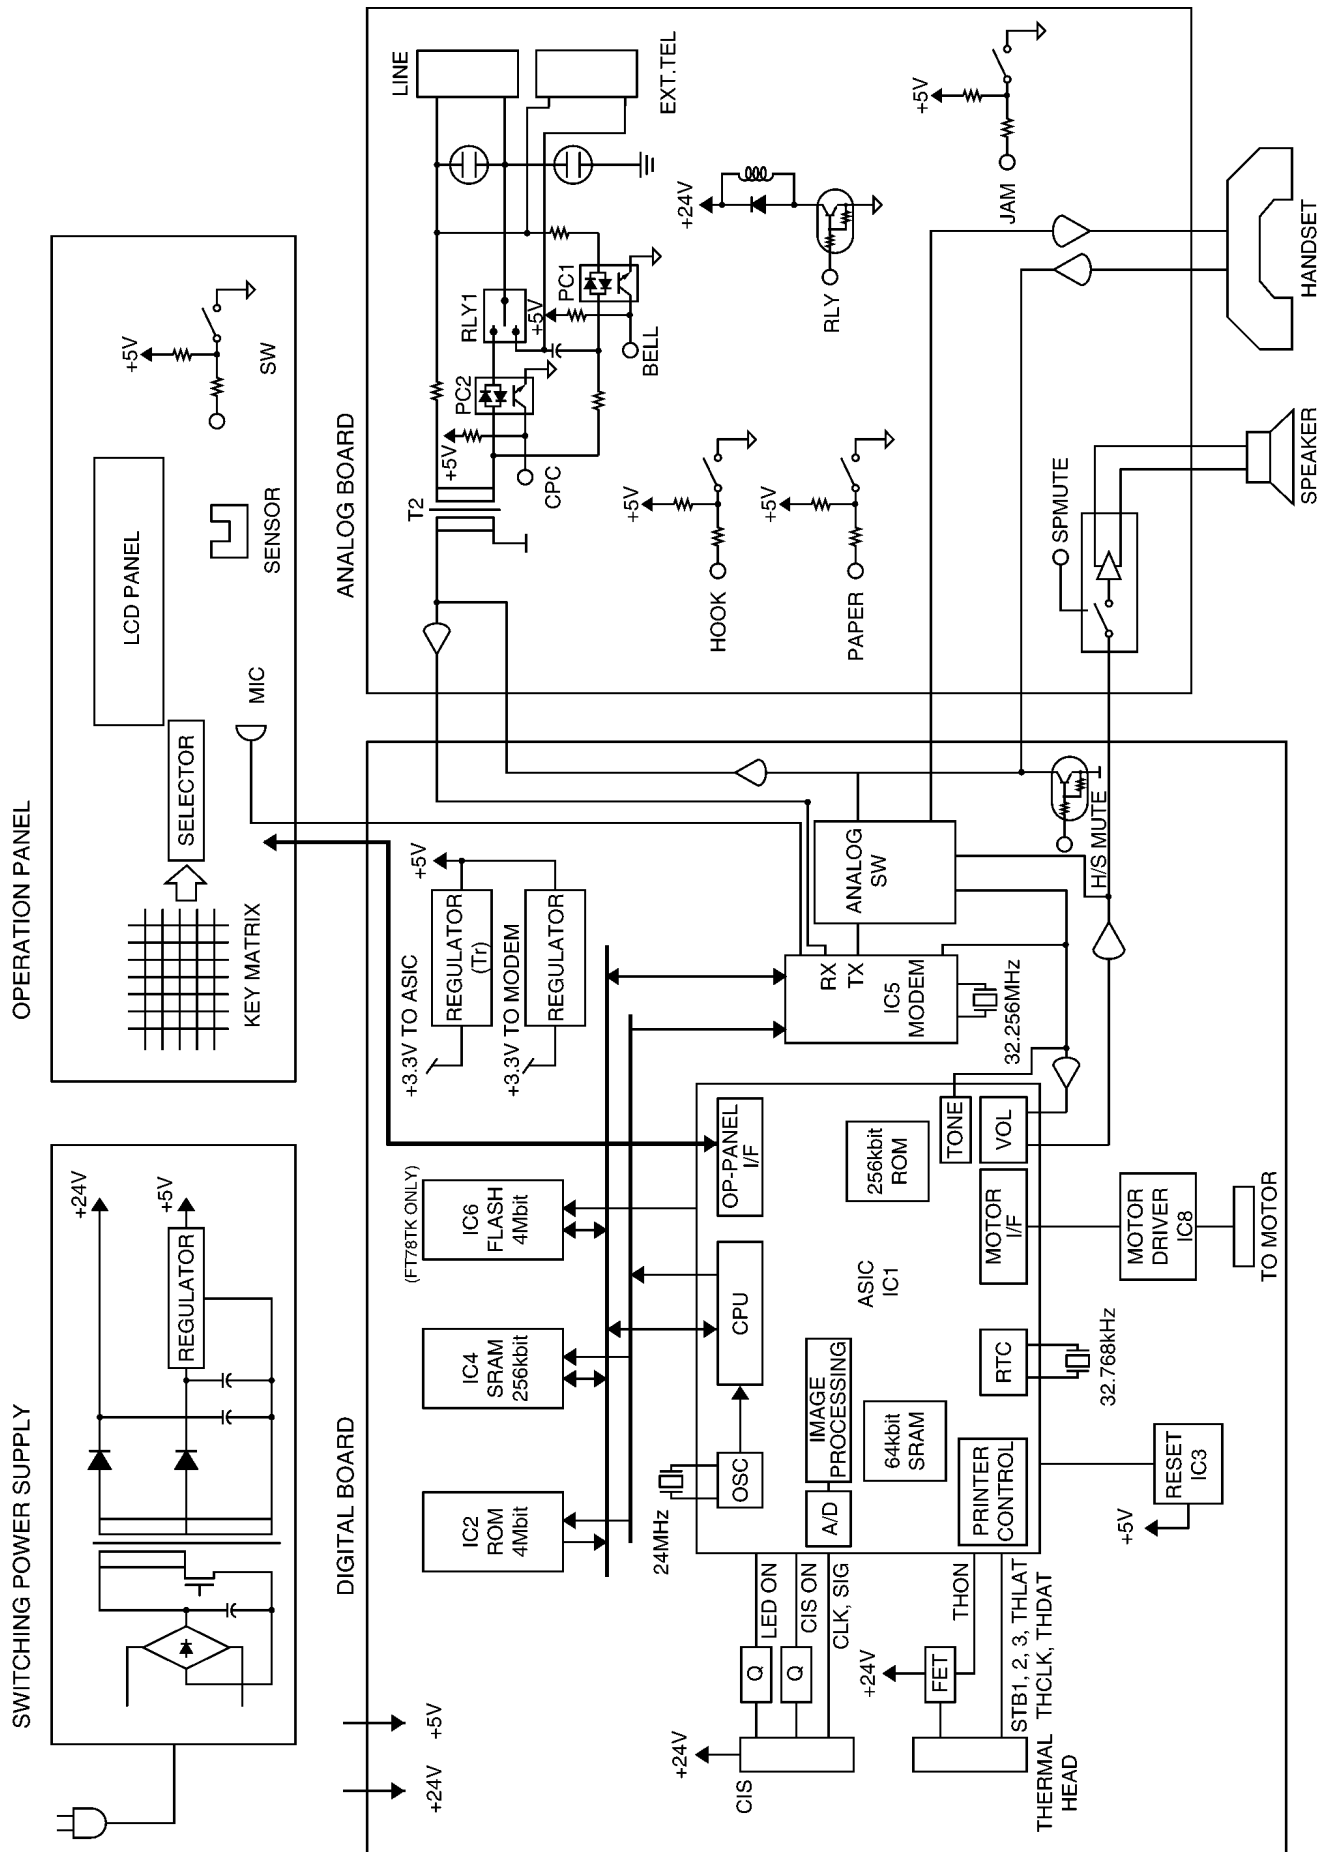 SWITCHING POWER SUPPLY
+24V
+5V
REGULATOR
OPERATION PANEL
KEY MATRIX
SELECTOR
LCD PANEL
MIC
SENSOR
+5V
SW
DIGITAL BOARD
+24V
+5V
IC2
ROM
4Mbit
IC4
SRAM
256kbit
(FT78TK ONLY)
IC6
FLASH
4Mbit
+3.3V TO ASIC
REGULATOR
(Tr)
+5V
+3.3V TO MODEM
REGULATOR
24MHz
OSC
CPU
OP-PANEL
I/F
A/D
IMAGE
PROCESSING
ASIC
IC1
256kbit
ROM
64kbit
SRAM
TONE
VOL
PRINTER
CONTROL
RTC
MOTOR
I/F
32.768kHz
RESET
IC3
+5V
MOTOR
DRIVER
IC8
TO MOTOR
+24V
CIS
Q
LED ON
Q
CIS ON
CLK, SIG
+24V
FET
THON
STB1, 2, 3, THLAT
THERMAL THCLK, THDAT
HEAD
RX
TX
IC5
MODEM
32.256MHz
ANALOG
SW
H/S MUTE
ANALOG BOARD
T2
LINE
EXT.TEL
+5V
PC2
CPC
RLY1
+5V
PC1
BELL
+24V
RLY
+5V
HOOK
+5V
PAPER
+5V
JAM
SPMUTE
SPEAKER
HANDSET